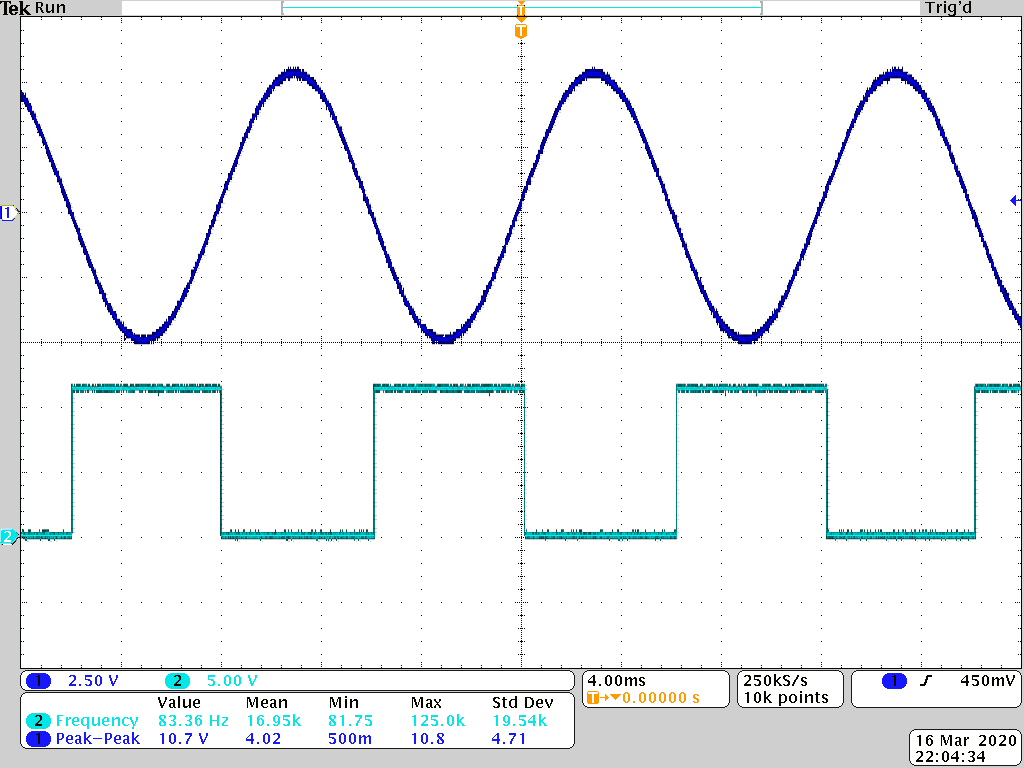 Tek Run Trig'd
T
T
1
2
1 2.50 V 2 5.00 V 4.00ms 250kS/s 1 450mV
T 0.00000 s 10k points
Value Mean Min Max Std Dev
2 Frequency 83.36 Hz 16.95k 81.75 125.0k 19.54k
1 Peak-Peak 10.7 V 4.02 500m 10.8 4.71
16 Mar 2020
22:04:34